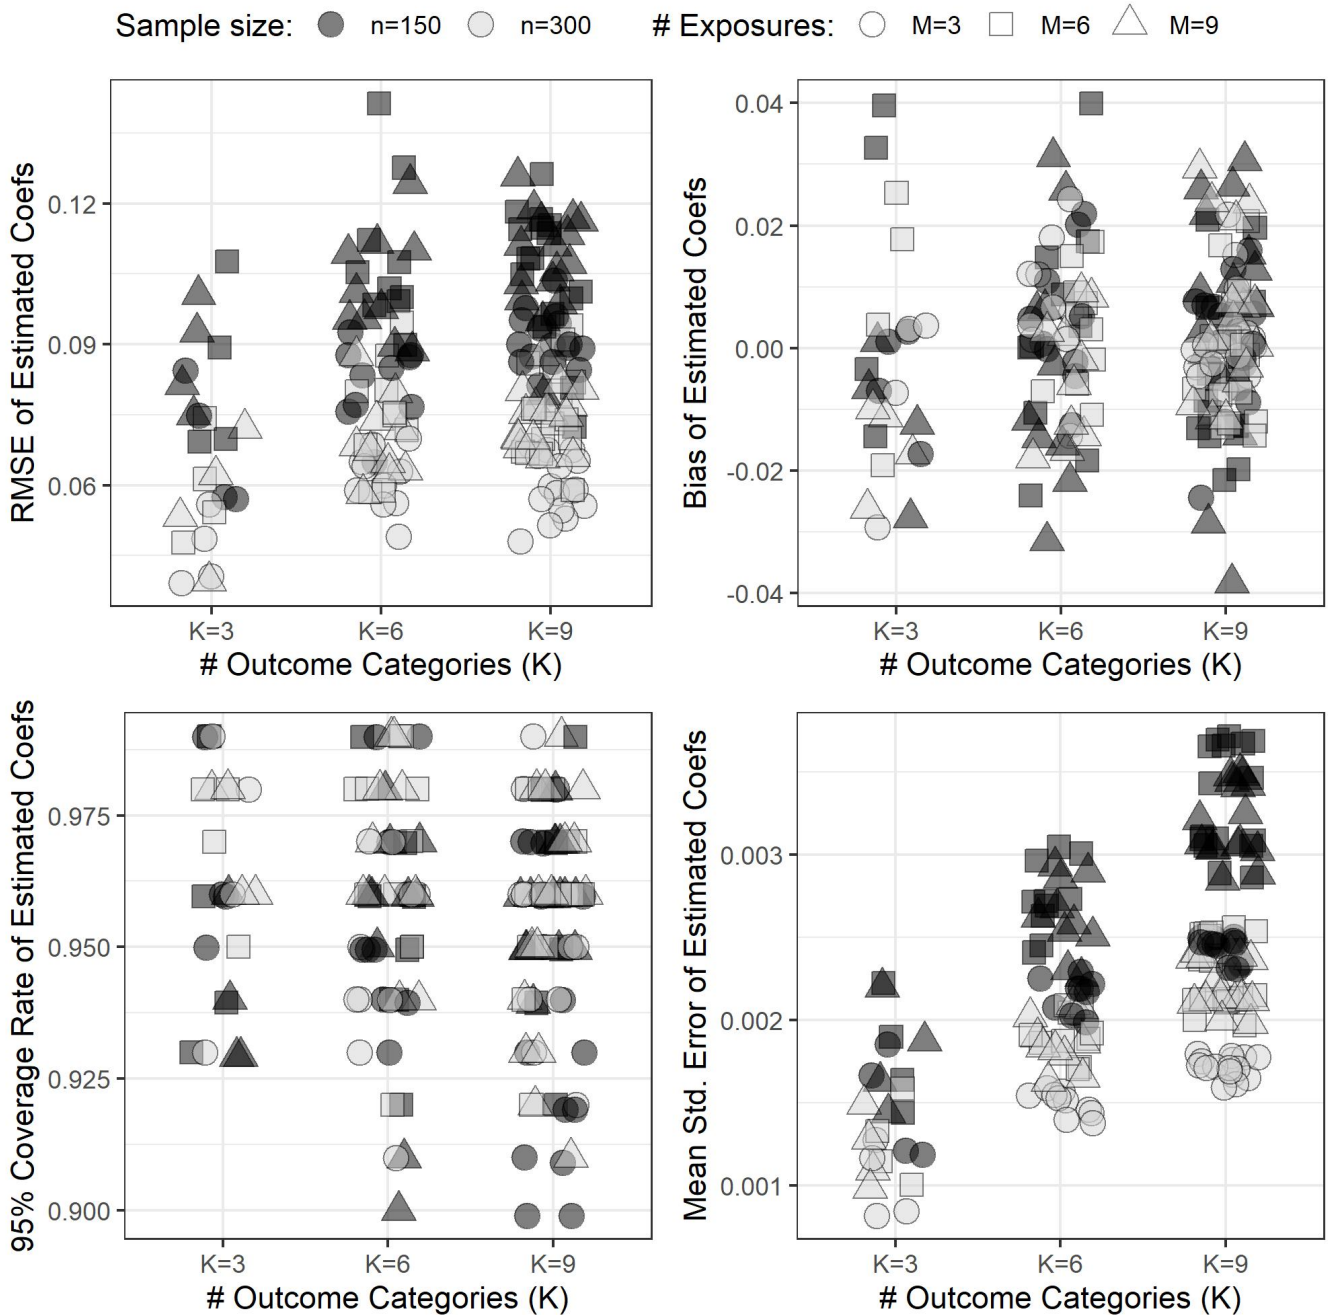 Sample size: n=150 n=300 # Exposures: M=3 M=6 M=9
RMSE of Estimated Coefs
0.12
0.09
0.06
K=3 K=6 K=9
# Outcome Categories (K)
Bias of Estimated Coefs
0.04
0.02
0.00
-0.02
-0.04
K=3 K=6 K=9
# Outcome Categories (K)
95% Coverage Rate of Estimated Coefs
0.975
0.950
0.925
0.900
K=3 K=6 K=9
# Outcome Categories (K)
Mean Std. Error of Estimated Coefs
0.003
0.002
0.001
K=3 K=6 K=9
# Outcome Categories (K)